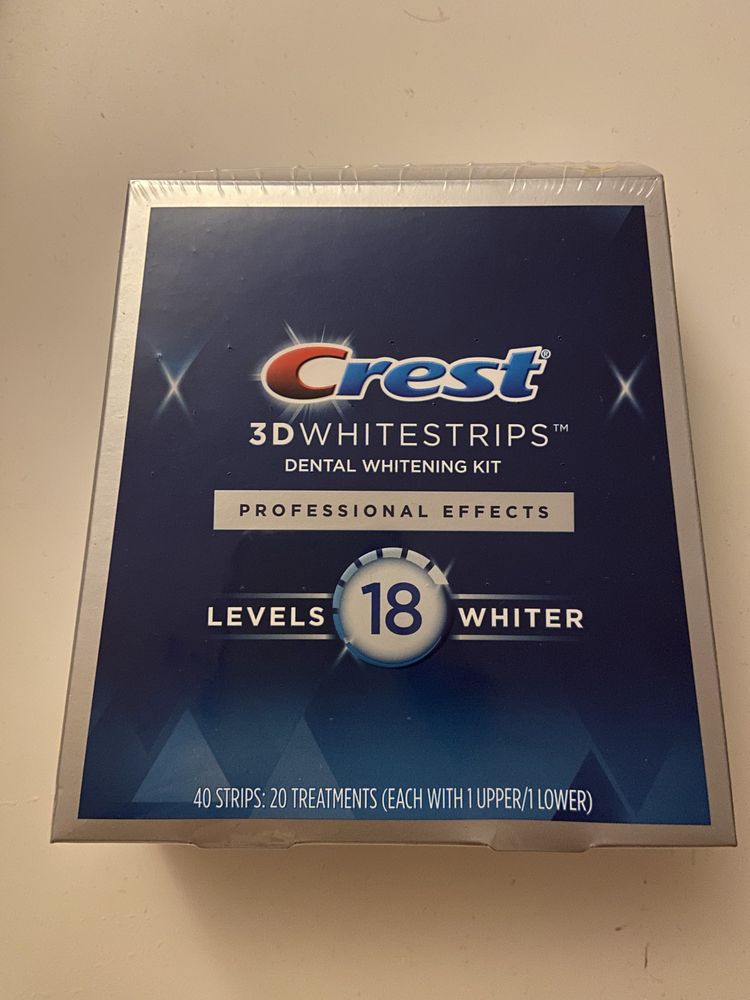 Crest®
3DWHITESTRIPS™
DENTAL WHITENING KIT
PROFESSIONAL EFFECTS
LEVELS 18 WHITER
40 STRIPS: 20 TREATMENTS (EACH WITH 1 UPPER/1 LOWER)